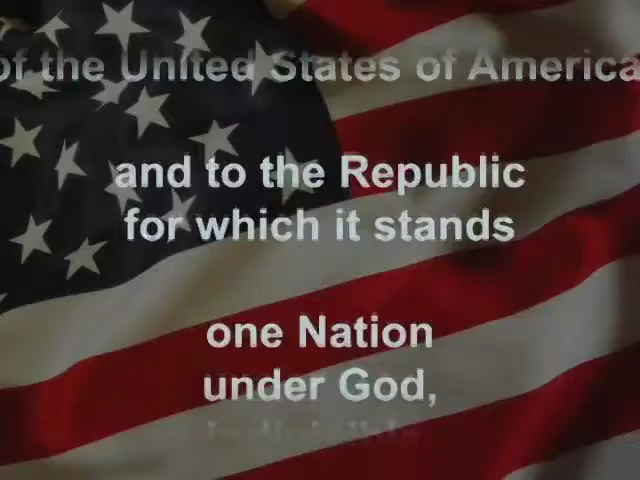 of the United States of America
and to the Republic
for which it stands
one Nation
under God,